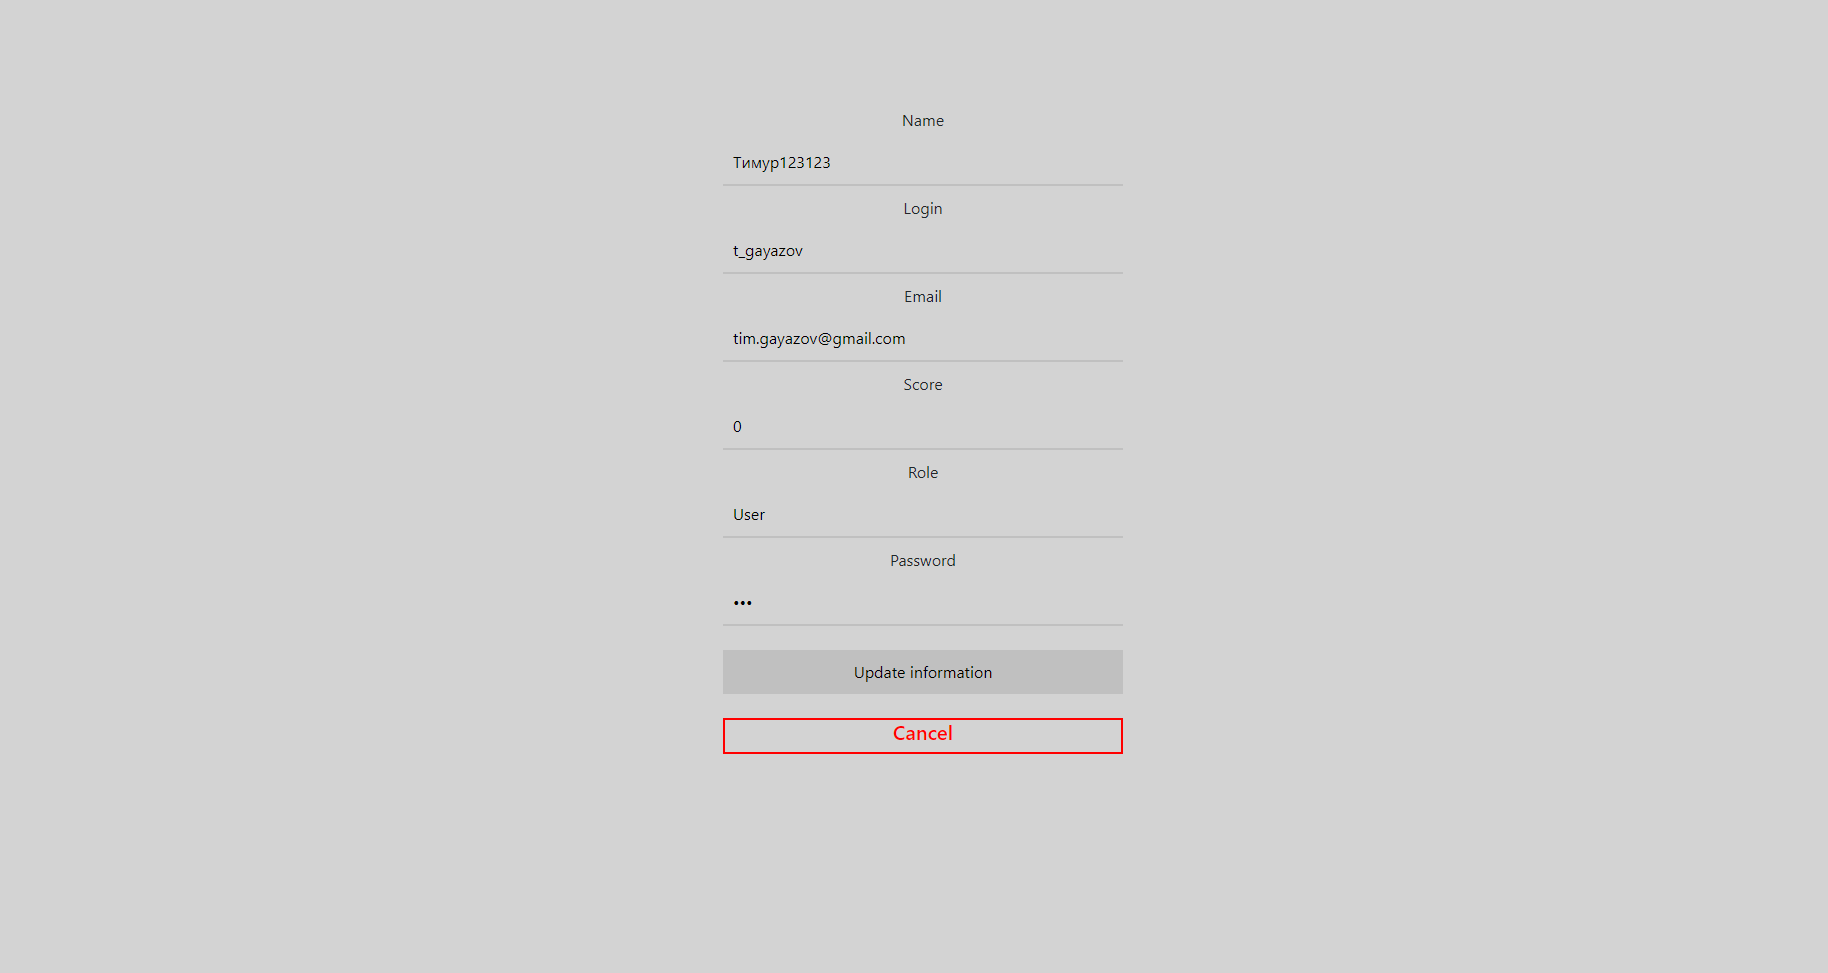 Name
Тимур123123
Login
t_gayazov
Email
tim.gayazov@gmail.com
Score
0
Role
User
Password
•••
Update information
Cancel